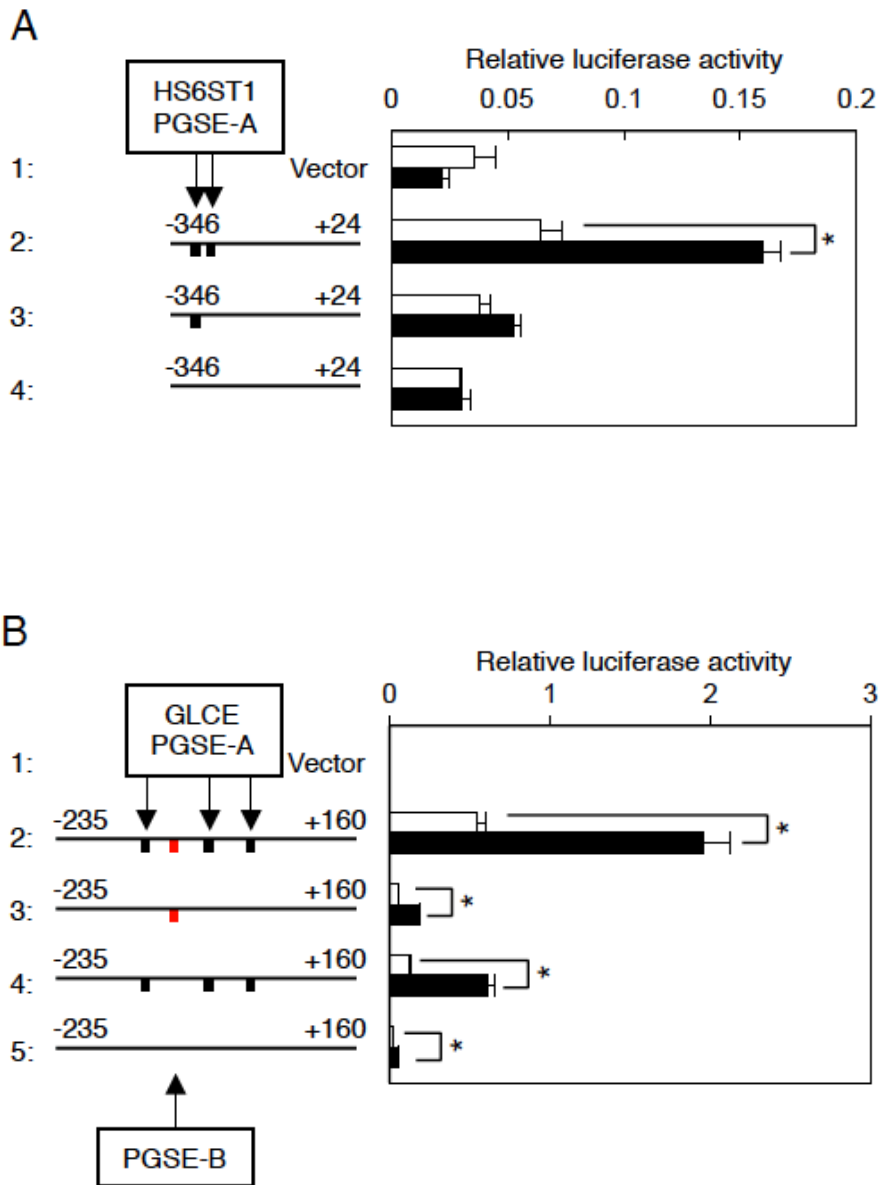 A
Relative luciferase activity
0 0.05 0.1 0.15 0.2
HS6ST1
PGSE-A
1: Vector
-346 +24
2: *
-346 +24
3:
-346 +24
4:
B
Relative luciferase activity
0 1 2 3
GLCE
PGSE-A
1: Vector
-235 +160
2: *
-235 +160
3: *
-235 +160
4: *
-235 +160
5: *
PGSE-B